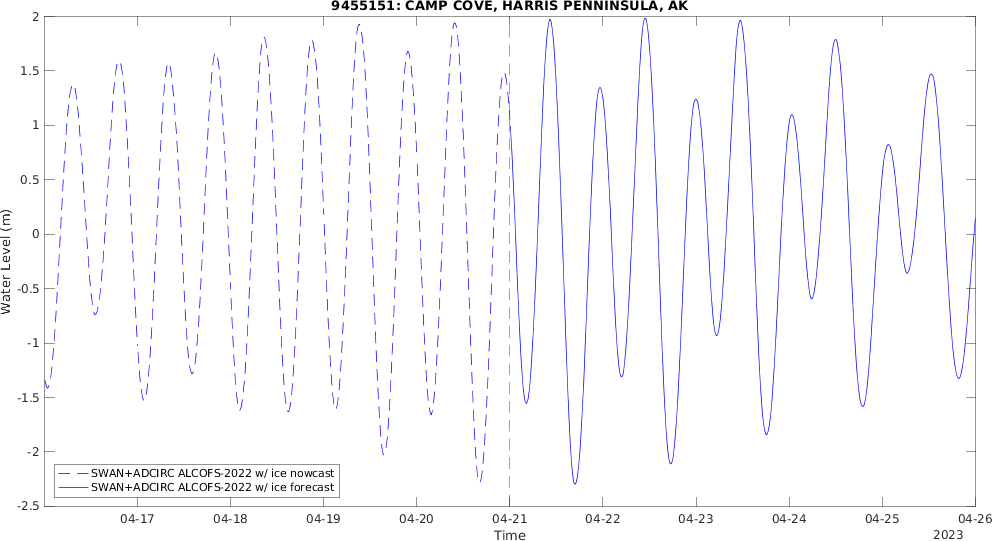 9455151: CAMP COVE, HARRIS PENNINSULA, AK
Water Level (m)
2
1.5
1
0.5
0
-0.5
-1
-1.5
-2
-2.5
SWAN+ADCIRC ALCOFS-2022 w/ ice nowcast
SWAN+ADCIRC ALCOFS-2022 w/ ice forecast
04-17 04-18 04-19 04-20 04-21 04-22 04-23 04-24 04-25 04-26
Time
2023